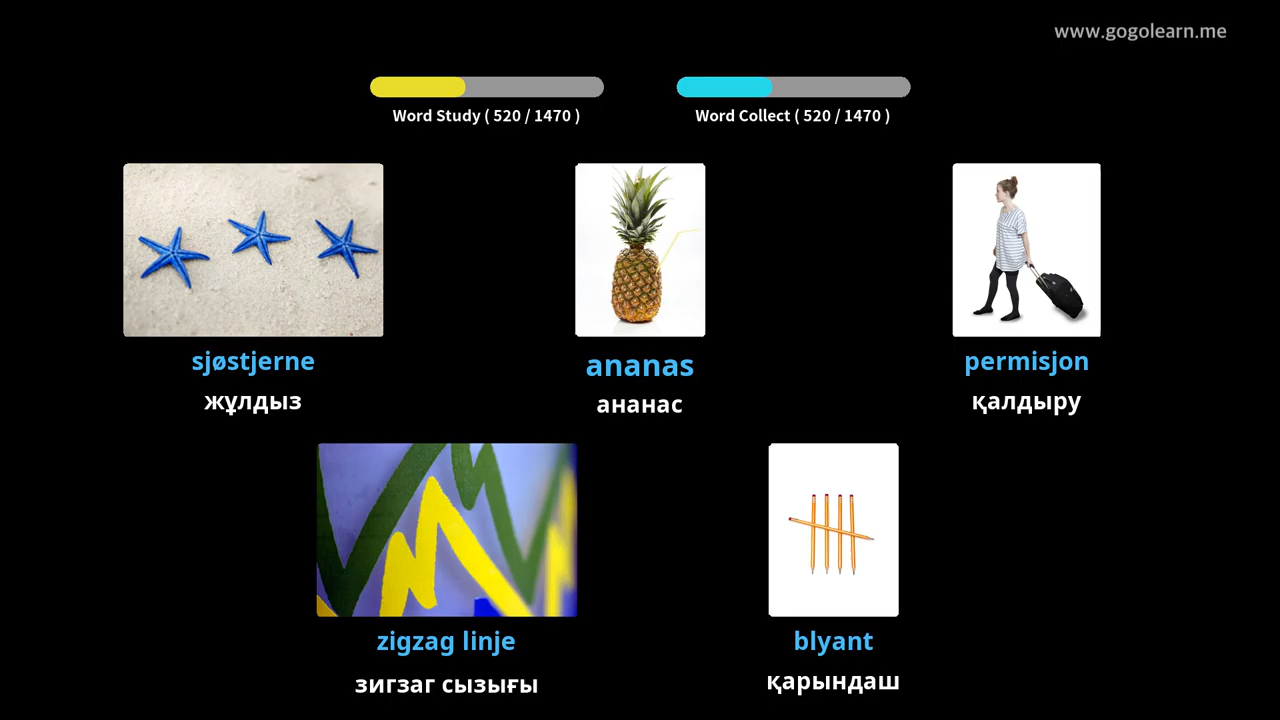 www.gogolearn.me
Word Study ( 520 / 1470 )
Word Collect ( 520 / 1470 )
sjøstjerne
жұлдыз
ananas
ананас
permisjon
қалдыру
zigzag linje
зигзаг сызығы
blyant
қарындаш